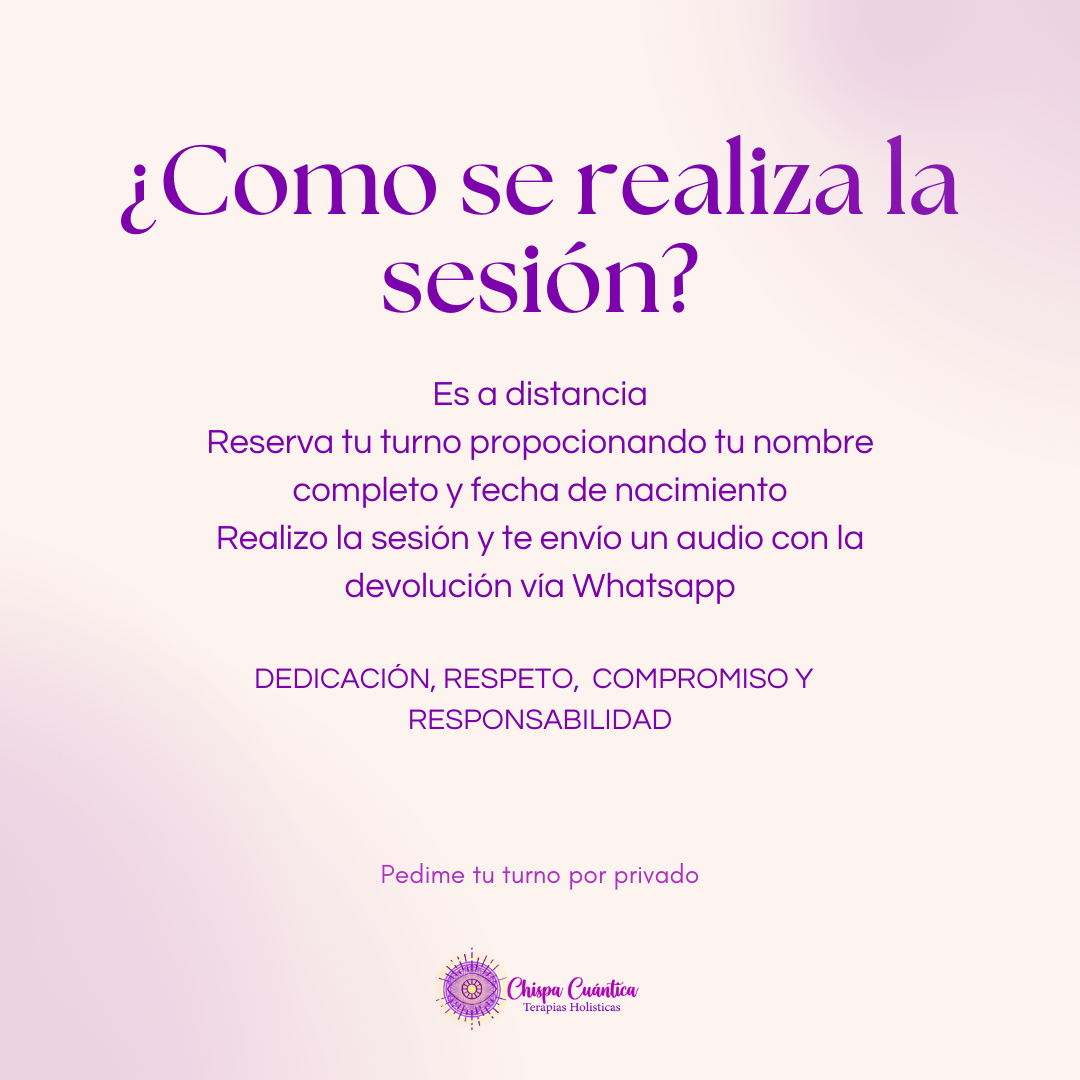 ¿Como se realiza la
sesión?
Es a distancia
Reserva tu turno propocionando tu nombre
completo y fecha de nacimiento
Realizo la sesión y te envío un audio con la
devolución vía Whatsapp
DEDICACIÓN, RESPETO, COMPROMISO Y
RESPONSABILIDAD
Pedime tu turno por privado
Chispa Cuántica
Terapias Holisticas